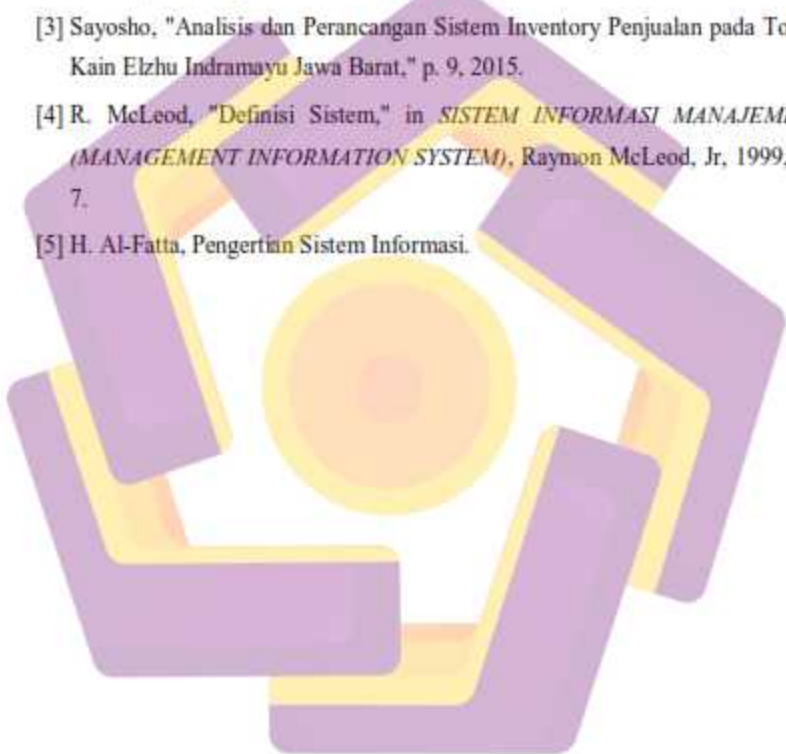 [3] Sayosho, "Analisis dan Perancangan Sistem Inventory Penjualan pada To
Kain Elzhu Indramayu Jawa Barat," p. 9, 2015.
[4] R. McLeod, "Definisi Sistem," in SISTEM INFORMASI MANAJEM
(MANAGEMENT INFORMATION SYSTEM), Raymon McLeod, Jr, 1999,
7.
[5] H. Al-Fatta, Pengertian Sistem Informasi.